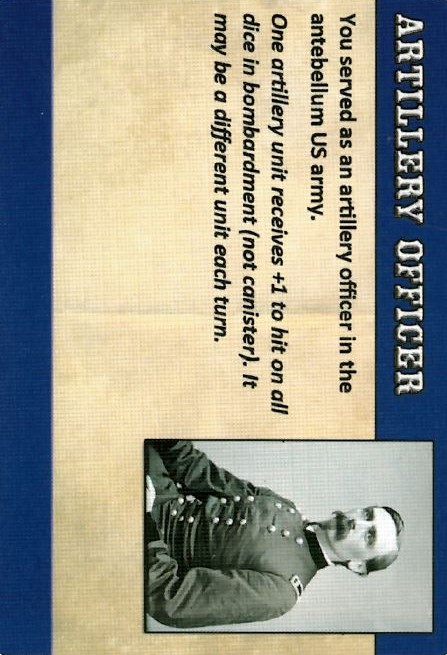 ARTILLERY OFFICER
You served as an artillery officer in the
antebellum US army.
One artillery unit receives +1 to hit on all
dice in bombardment (not canister). It
may be a different unit each turn.